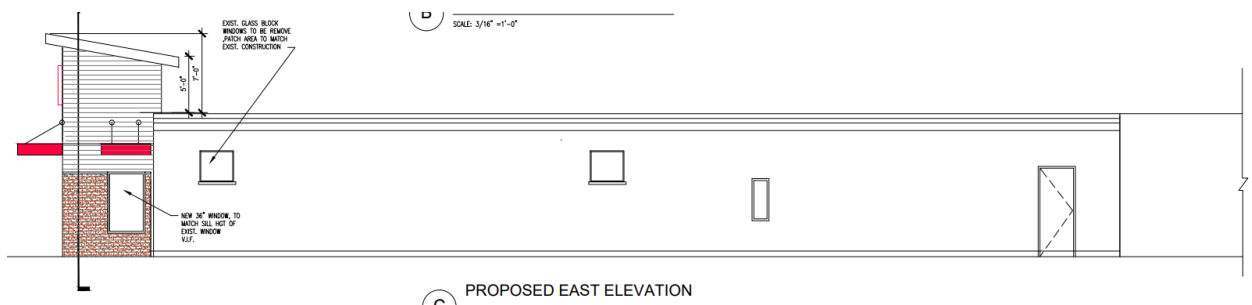 B
SCALE: 3/16" =1'-0"
EXIST. GLASS BLOCK
WINDOWS TO BE REMOVE
,PATCH AREA TO MATCH
EXIST. CONSTRUCTION
5'-0"
7'-0"
NEW 36" WINDOW, TO
MATCH SILL HGT OF
EXIST. WINDOW
V.I.F.
C
PROPOSED EAST ELEVATION